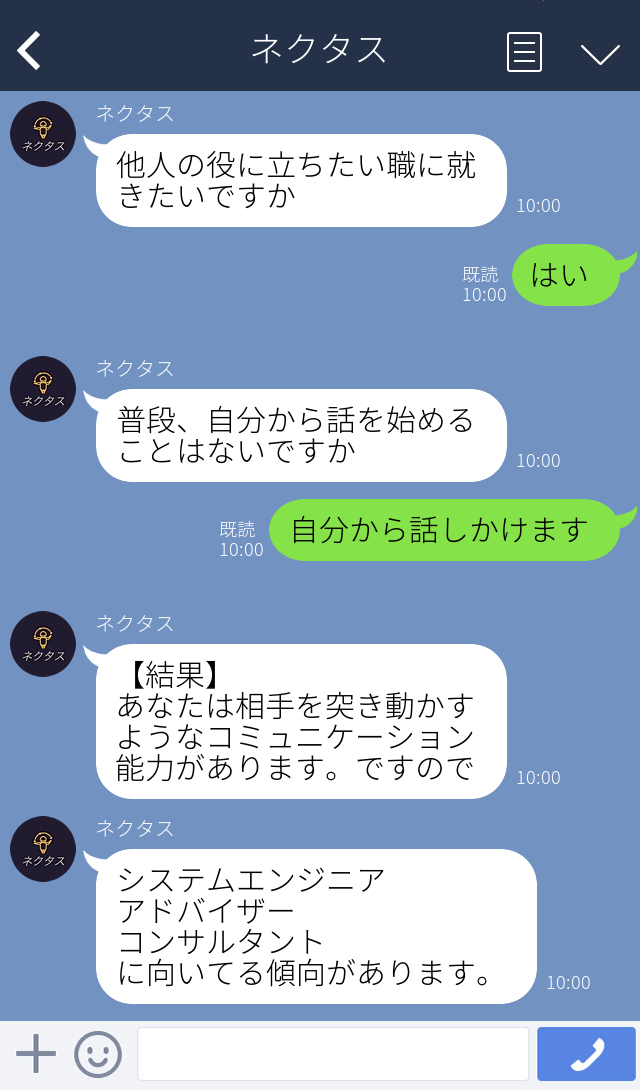 ネクタス
ネクタス
ネクタス
他人の役に立ちたい職に就
きたいですか
10:00
既読
10:00
はい
ネクタス
ネクタス
普段、自分から話を始める
ことはないですか
10:00
既読
10:00
自分から話しかけます
ネクタス
ネクタス
【結果】
あなたは相手を突き動かす
ようなコミュニケーション
能力があります。ですので
10:00
ネクタス
ネクタス
システムエンジニア
アドバイザー
コンサルタント
に向いてる傾向があります。
10:00